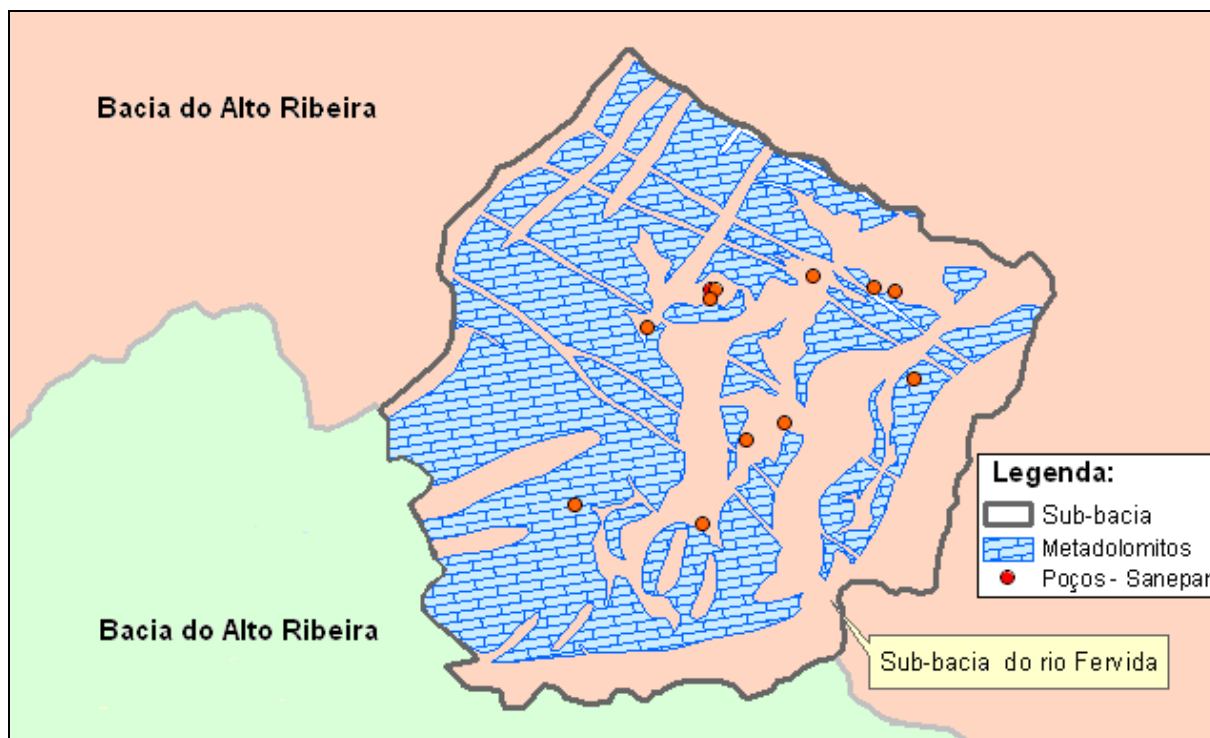 Bacia do Alto Ribeira
Legenda:
Sub-bacia
Metadolomitos
Poços - Sanepar
Bacia do Alto Ribeira
Sub-bacia do rio Fervida